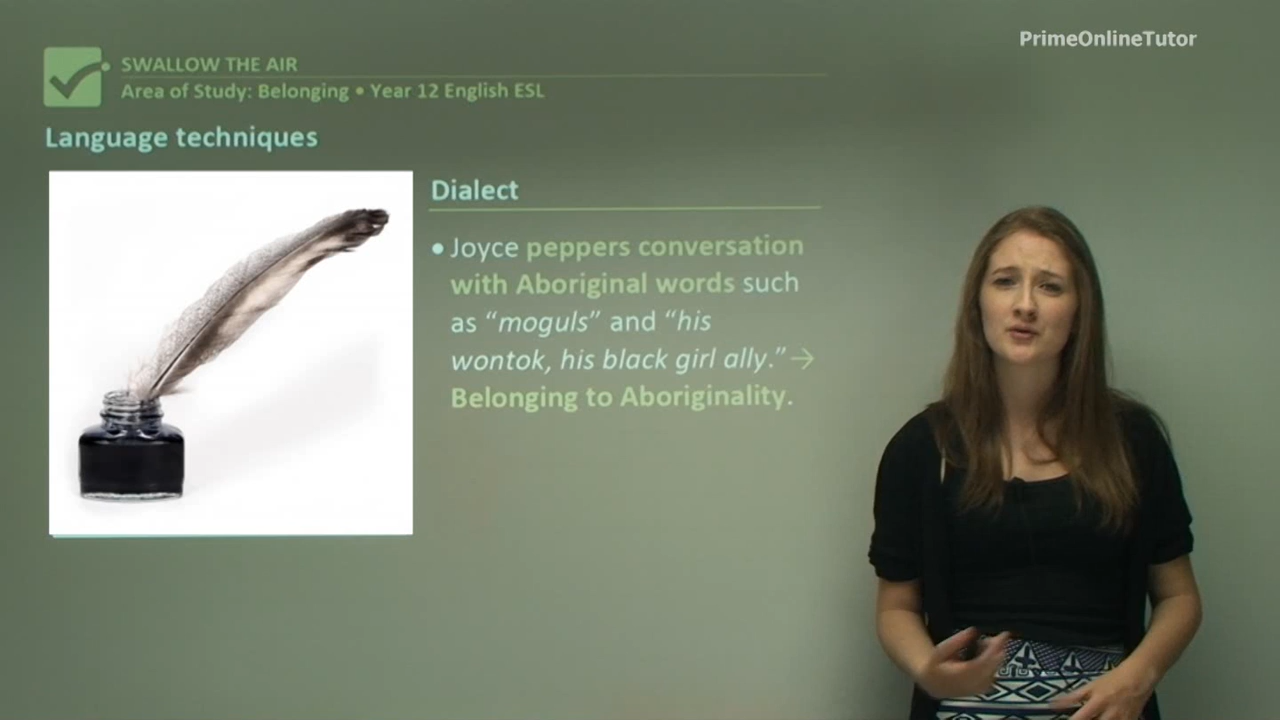 PrimeOnlineTutor
SWALLOW THE AIR
Area of Study: Belonging • Year 12 English ESL
Language techniques
Dialect
• Joyce peppers conversation
with Aboriginal words such
as “moguls” and “his
wontok, his black girl ally.” →
Belonging to Aboriginality.